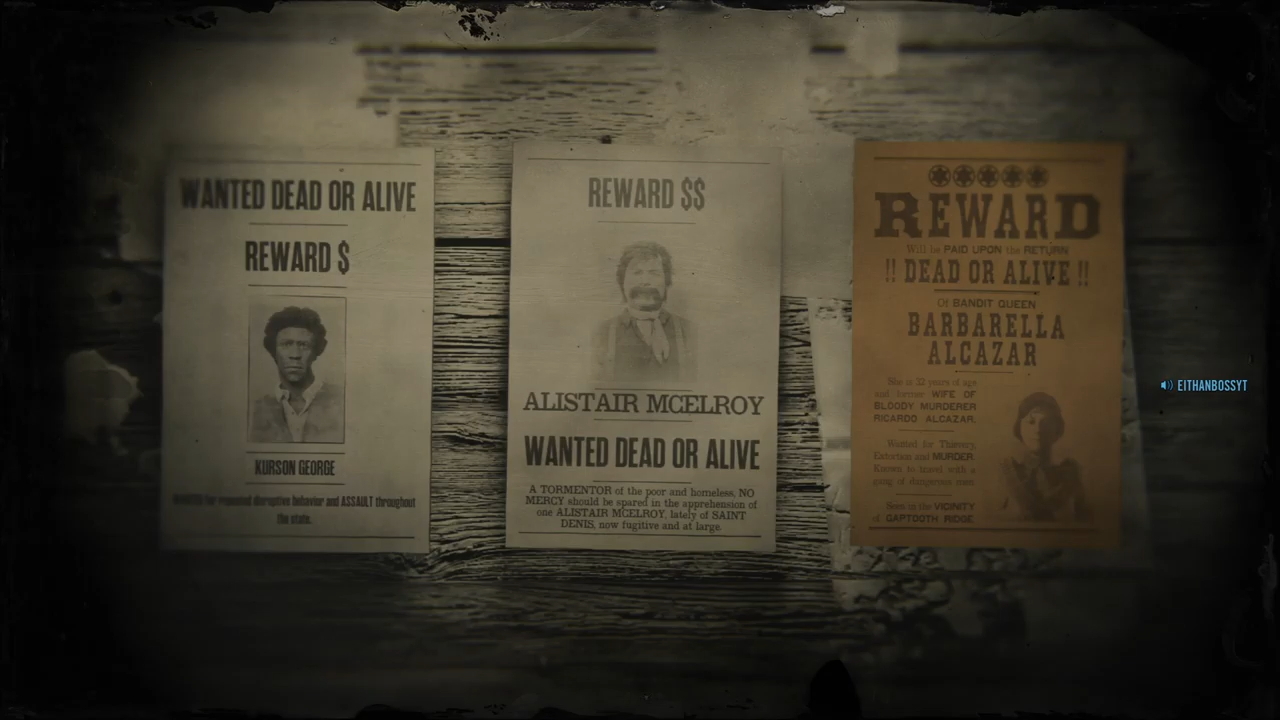 WANTED DEAD OR ALIVE
REWARD $
KURSON GEORGE
WANTED for repeated disruptive behavior and ASSAULT throughout
the state.
REWARD $$
ALISTAIR MCELROY
WANTED DEAD OR ALIVE
A TORMENTOR of the poor and homeless, NO
MERCY should be spared in the apprehension of
one ALISTAIR MCELROY, lately of SAINT
DENIS, now fugitive and at large.
REWARD
Will be PAID UPON the RETURN
!! DEAD OR ALIVE !!
Of BANDIT QUEEN
BARBARELLA
ALCAZAR
She is 32 years of age
and former WIFE OF
BLOODY MURDERER
RICARDO ALCAZAR.
Wanted for Thievery,
Extortion and MURDER
Known to travel with a
gang of dangerous men.
Seen in the VICINITY
of GAPTOOTH RIDGE
EITHANBOSSYT